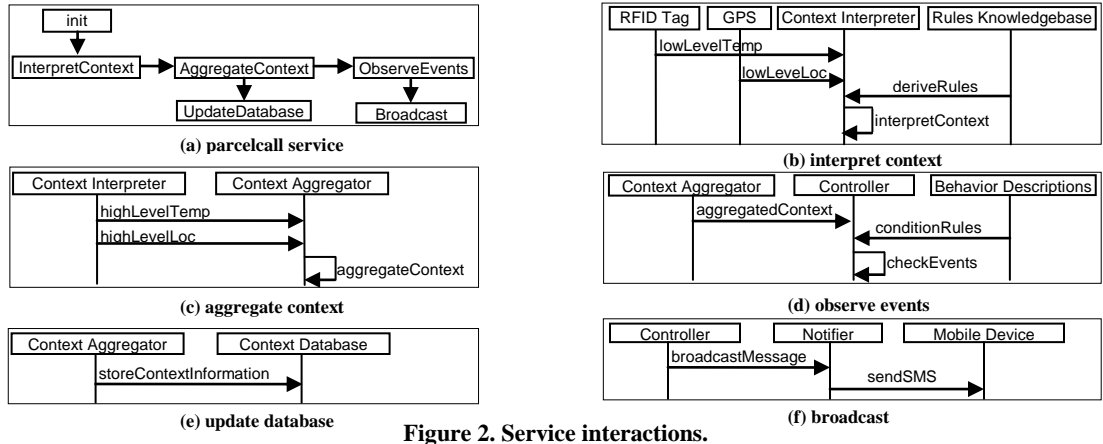 init
InterpretContext
AggregateContext
ObserveEvents
UpdateDatabase
Broadcast
(a) parcelcall service
RFID Tag
GPS
Context Interpreter
Rules Knowledgebase
lowLevelTemp
lowLeveLoc
deriveRules
interpretContext
(b) interpret context
Context Interpreter
Context Aggregator
highLevelTemp
highLevelLoc
aggregateContext
(c) aggregate context
Context Aggregator
Controller
Behavior Descriptions
aggregatedContext
conditionRules
checkEvents
(d) observe events
Context Aggregator
Context Database
storeContextInformation
(e) update database
Controller
Notifier
Mobile Device
broadcastMessage
sendSMS
(f) broadcast
Figure 2. Service interactions.